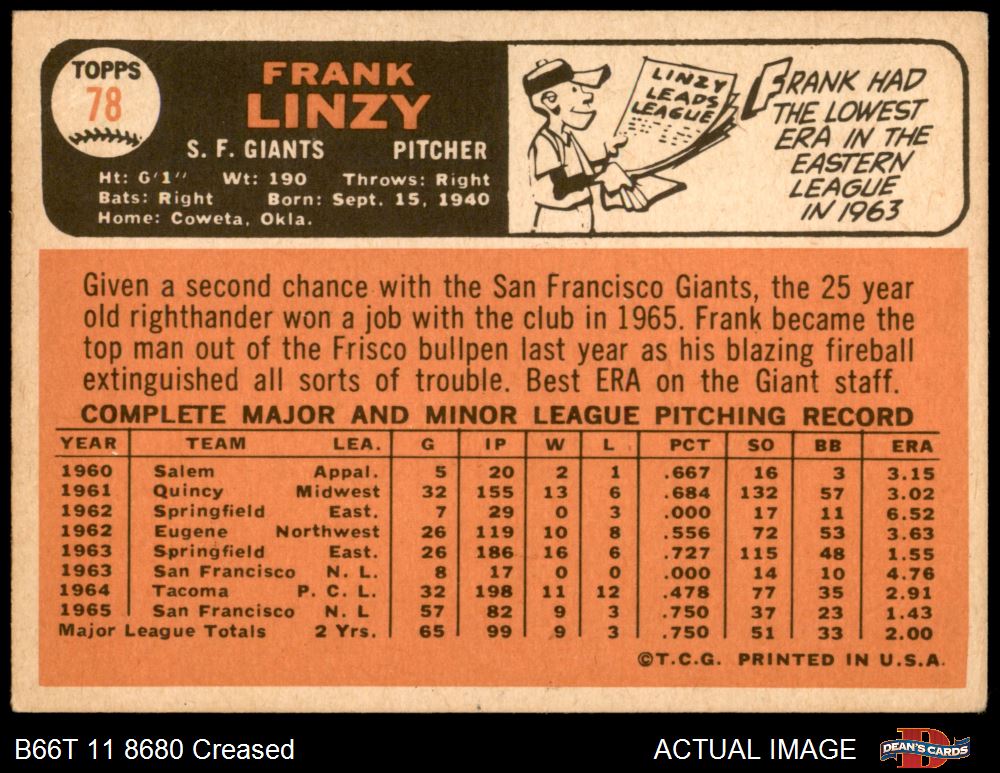 TOPPS
78
FRANK
LINZY
S. F. GIANTS PITCHER
Ht: 6'1" Wt: 190 Throws: Right
Bats: Right Born: Sept. 15, 1940
Home: Coweta, Okla.
LINZY
LEADS
LEAGUE
FRANK HAD
THE LOWEST
ERA IN THE
EASTERN
LEAGUE
IN 1963
Given a second chance with the San Francisco Giants, the 25 year
old righthander won a job with the club in 1965. Frank became the
top man out of the Frisco bullpen last year as his blazing fireball
extinguished all sorts of trouble. Best ERA on the Giant staff.
COMPLETE MAJOR AND MINOR LEAGUE PITCHING RECORD
YEAR TEAM LEA. G IP W L PCT SO BB ERA
1960 Salem Appal. 5 20 2 1 .667 16 3 3.15
1961 Quincy Midwest 32 155 13 6 .684 132 57 3.02
1962 Springfield East. 7 29 0 3 .000 17 11 6.52
1962 Eugene Northwest 26 119 10 8 .556 72 53 3.63
1963 Springfield East. 26 186 16 6 .727 115 48 1.55
1963 San Francisco N. L. 8 17 0 0 .000 14 10 4.76
1964 Tacoma P. C. L. 32 198 11 12 .478 77 35 2.91
1965 San Francisco N. L 57 82 9 3 .750 37 23 1.43
Major League Totals 2 Yrs. 65 99 9 3 .750 51 33 2.00
©T.C.G. PRINTED IN U.S.A.
B66T 11 8680 Creased ACTUAL IMAGE
DEAN'S CARDS